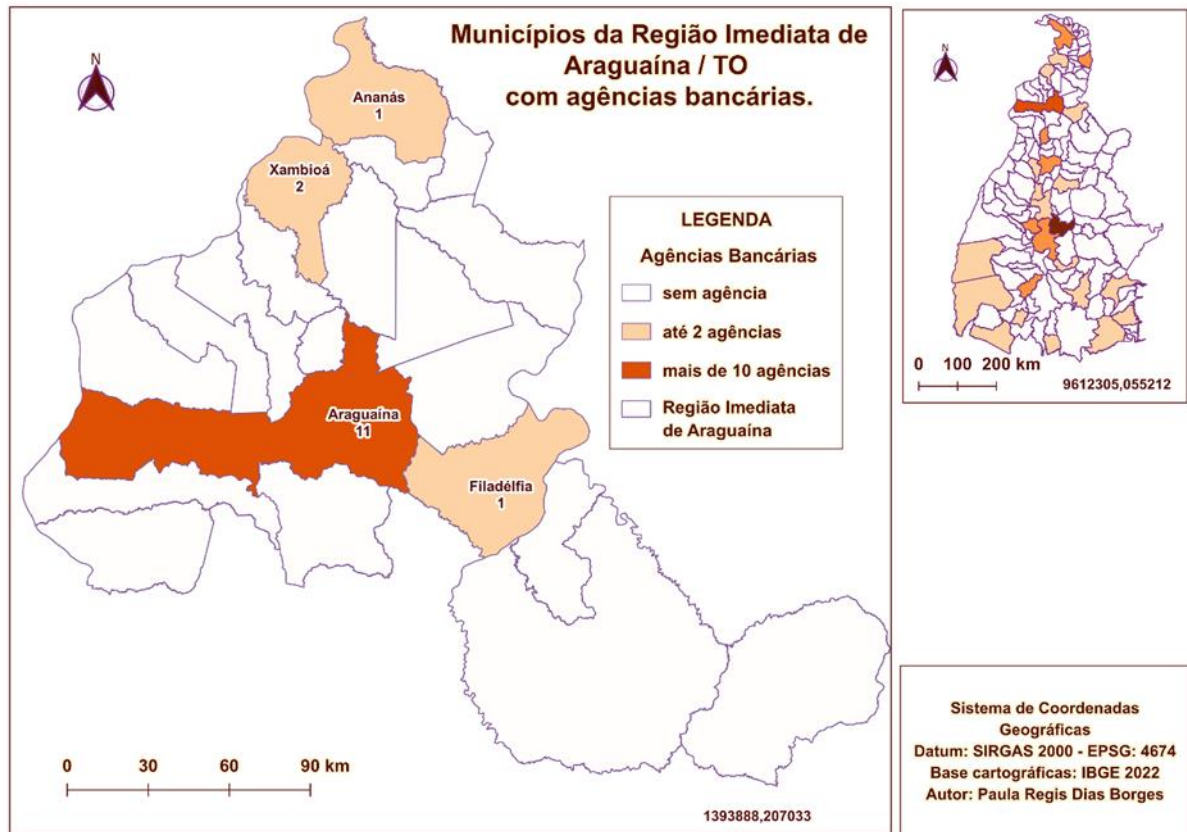 Municípios da Região Imediata de
Araguaína / TO
com agências bancárias.
N
Ananás
1
Xambioá
2
LEGENDA
Agências Bancárias
sem agência
até 2 agências
mais de 10 agências
Região Imediata
de Araguaína
Araguaína
11
Filadélfia
1
0 30 60 90 km
1393888,207033
N
0 100 200 km
9612305,055212
Sistema de Coordenadas
Geográficas
Datum: SIRGAS 2000 - EPSG: 4674
Base cartográficas: IBGE 2022
Autor: Paula Regis Dias Borges